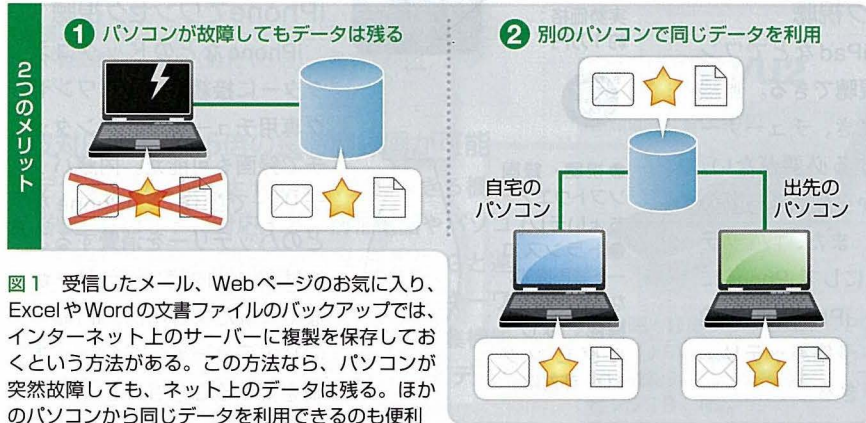 2つのメリット
① パソコンが故障してもデータは残る
② 別のパソコンで同じデータを利用
自宅の
パソコン
出先の
パソコン
図1 受信したメール、Webページのお気に入り、
ExcelやWordの文書ファイルのバックアップでは、
インターネット上のサーバーに複製を保存してお
くという方法がある。この方法なら、パソコンが
突然故障しても、ネット上のデータは残る。ほか
のパソコンから同じデータを利用できるのも便利